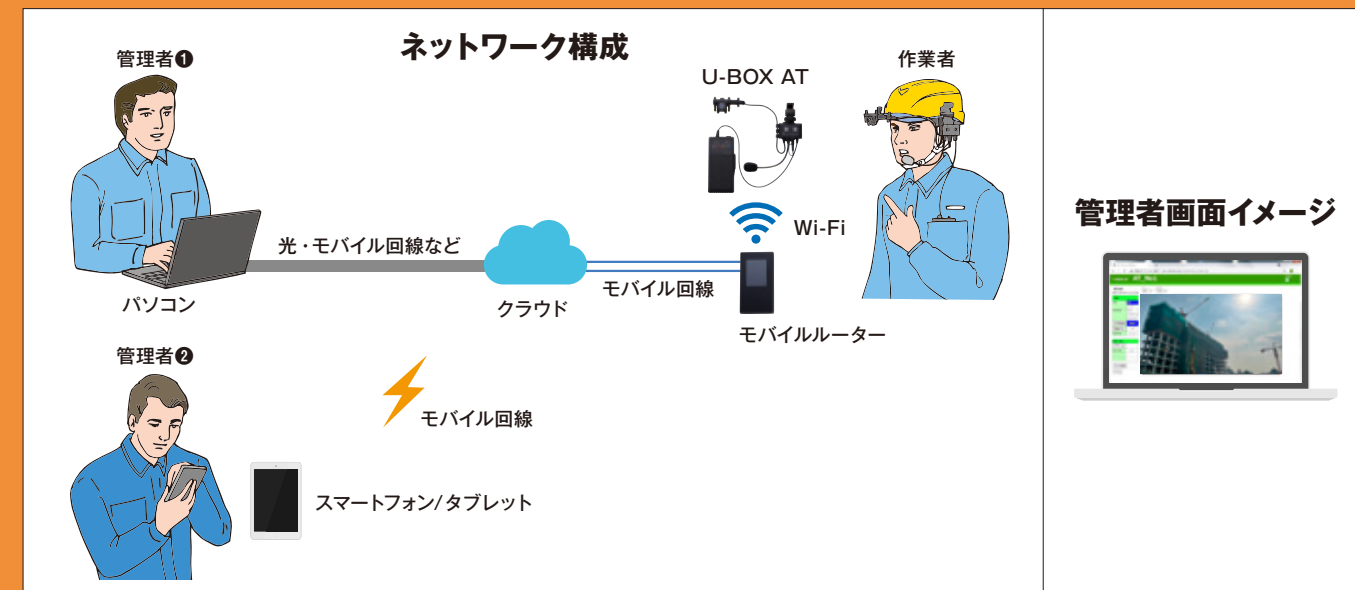 ネットワーク構成
管理者❶
U-BOX AT
作業者
Wi-Fi
光・モバイル回線など
モバイル回線
パソコン
クラウド
モバイルルーター
管理者❷
モバイル回線
スマートフォン/タブレット
管理者画面イメージ